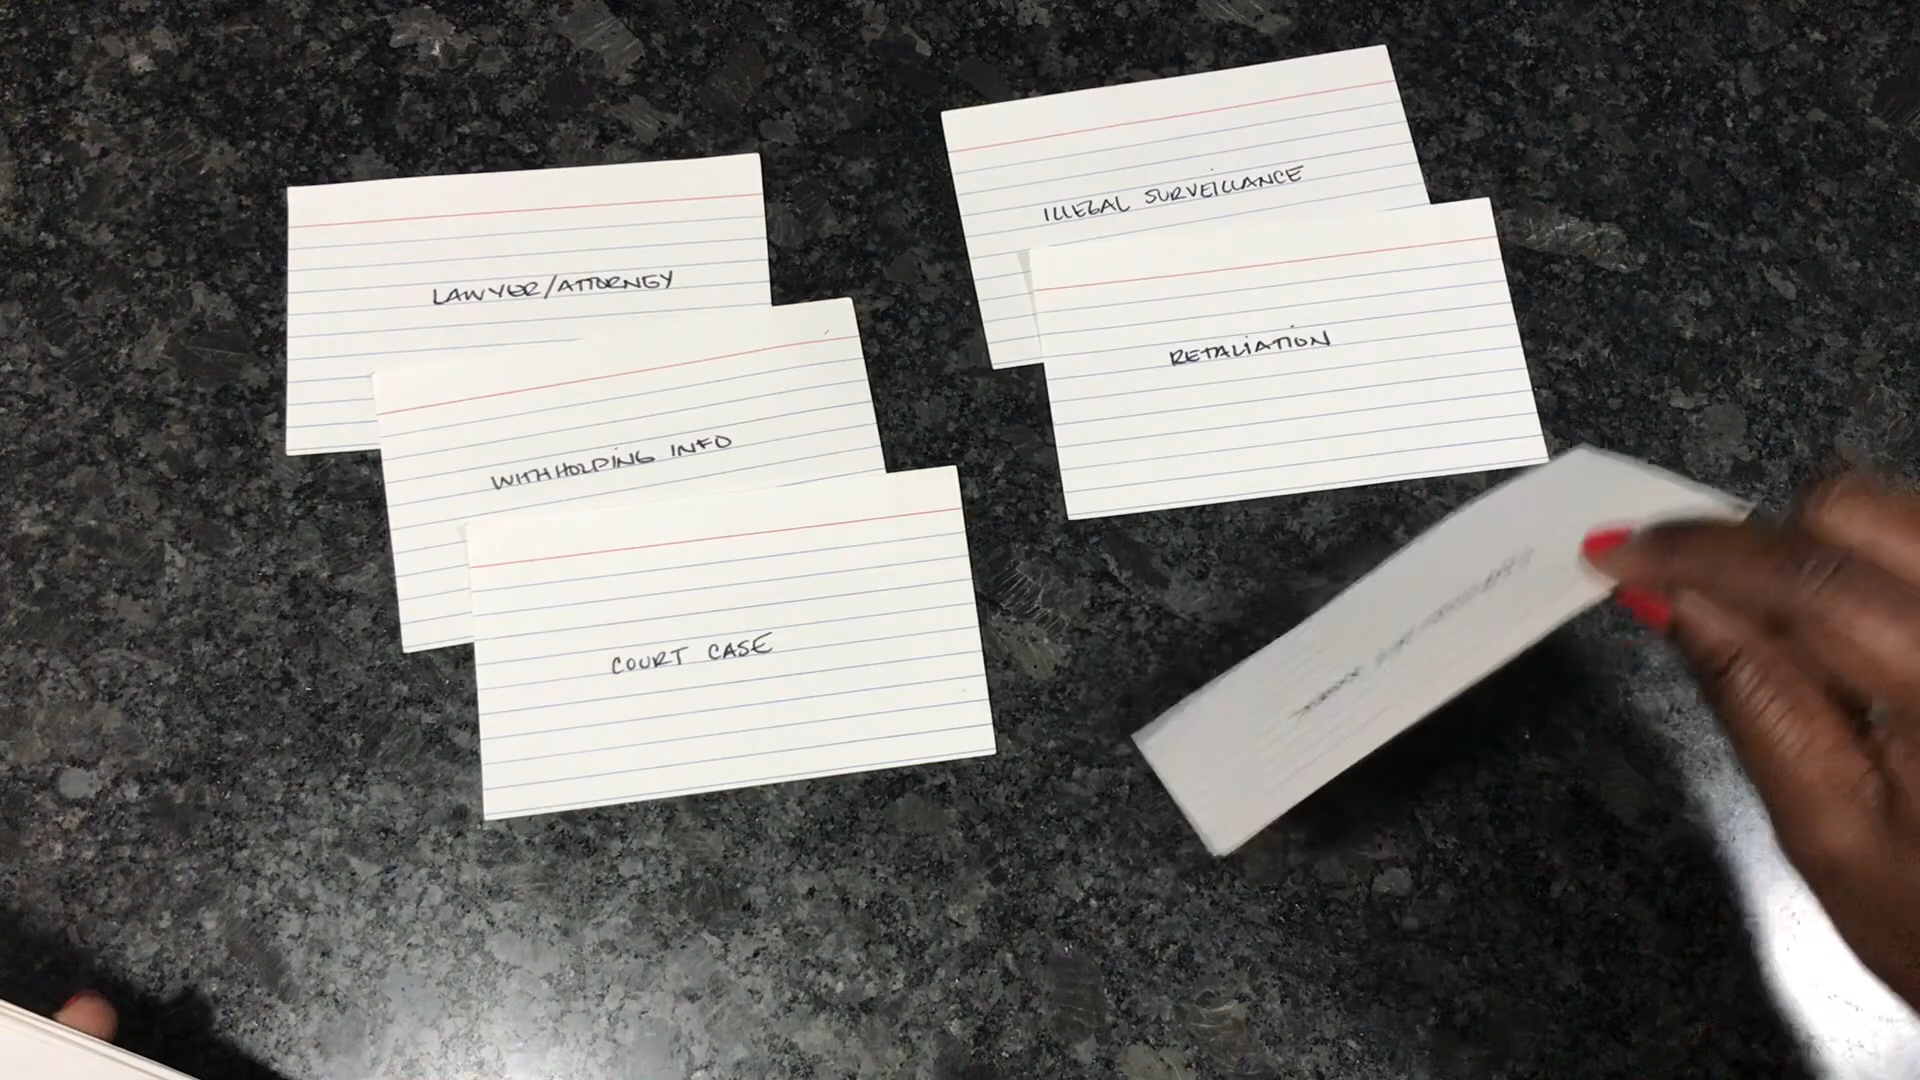 LAWYER/ATTORNEY
WITHHOLDING INFO
COURT CASE
ILLEGAL SURVEILLANCE
RETALIATION